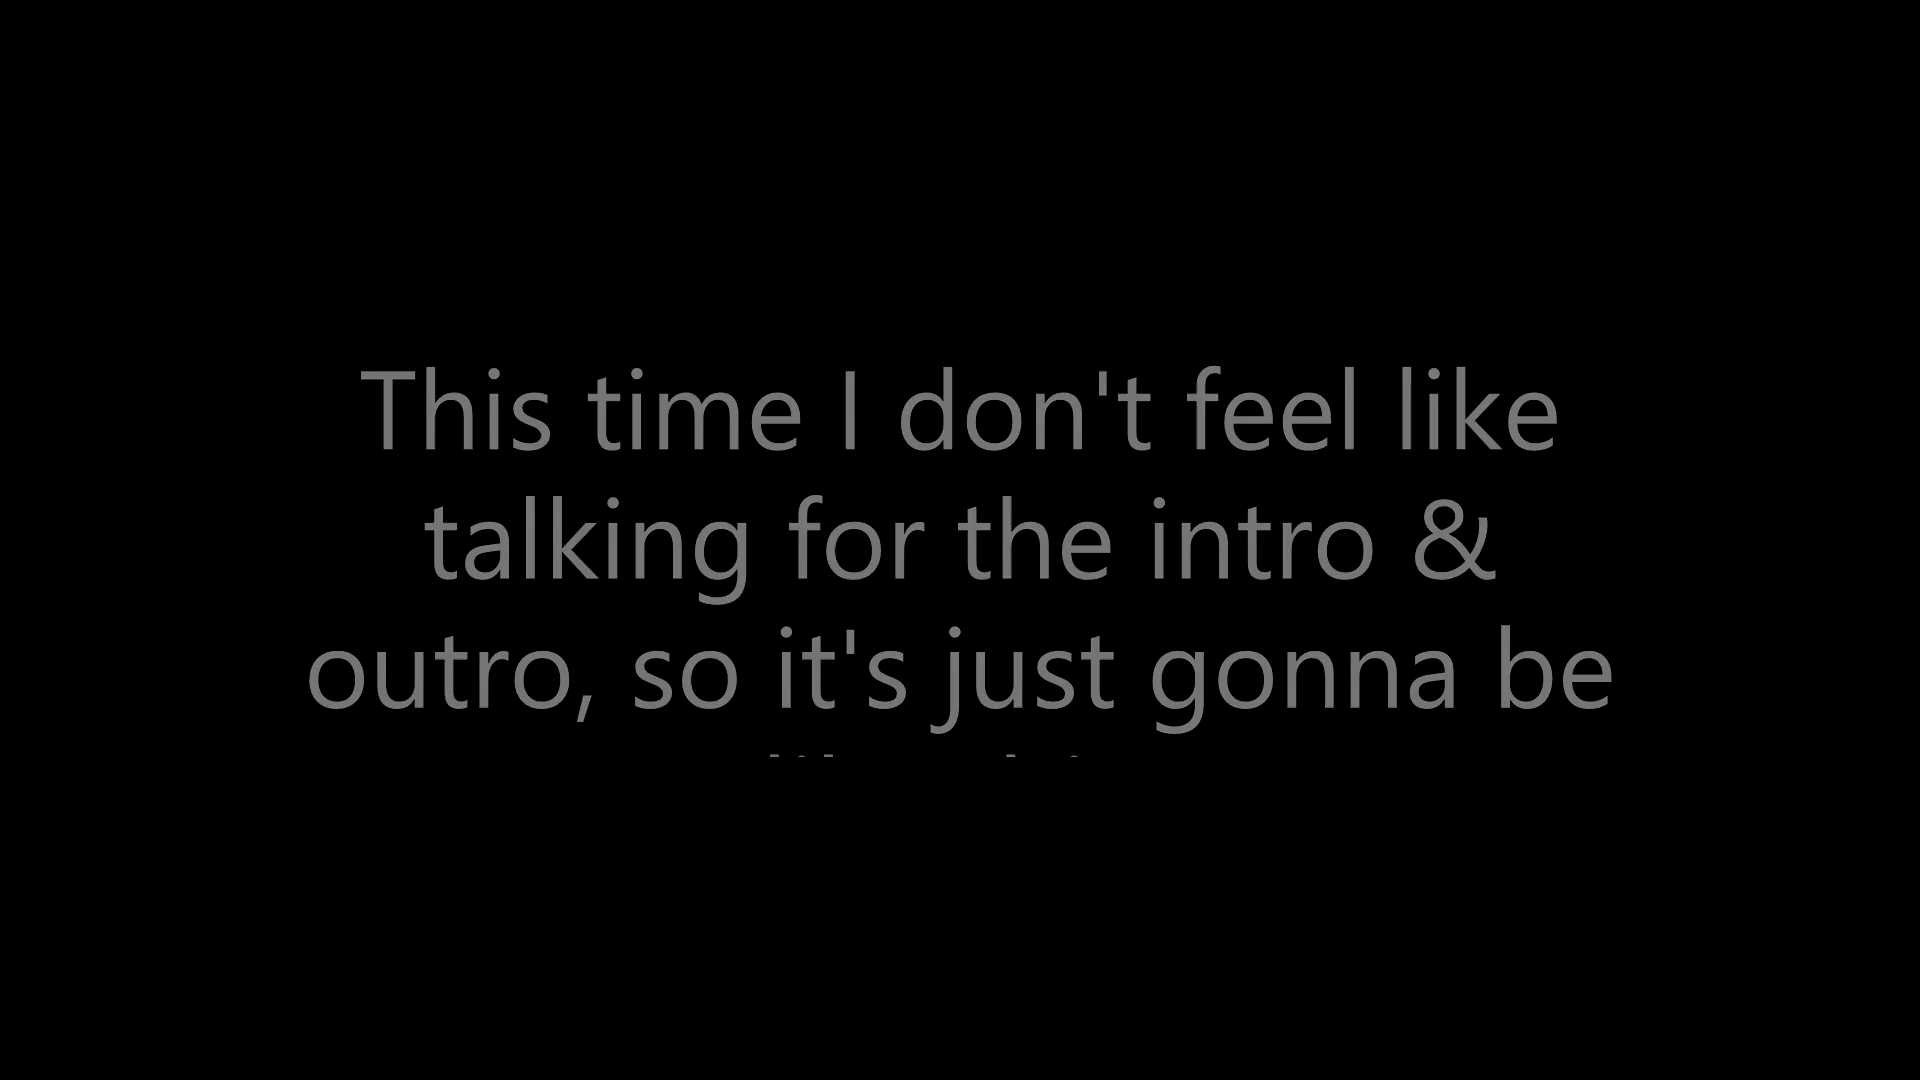 This time I don't feel like
talking for the intro &
outro, so it's just gonna be